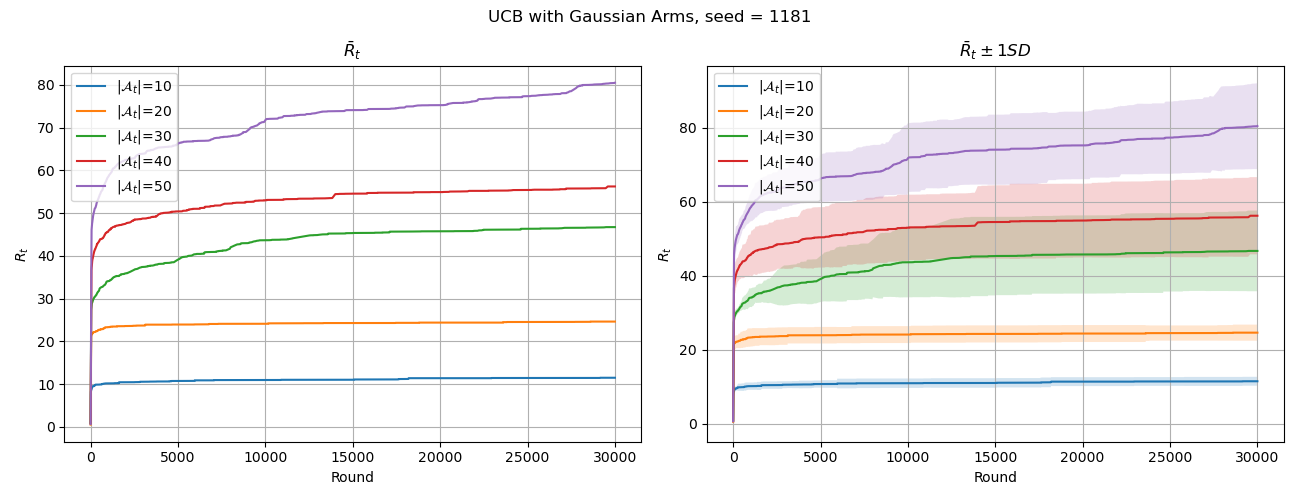 UCB with Gaussian Arms, seed = 1181
R̄ₜ
|𝒜ₜ|=10
|𝒜ₜ|=20
|𝒜ₜ|=30
|𝒜ₜ|=40
|𝒜ₜ|=50
80
70
60
50
40
30
20
10
0
Rₜ
0 5000 10000 15000 20000 25000 30000
Round
R̄ₜ ± 1SD
|𝒜ₜ|=10
|𝒜ₜ|=20
|𝒜ₜ|=30
|𝒜ₜ|=40
|𝒜ₜ|=50
80
60
40
20
0
Rₜ
0 5000 10000 15000 20000 25000 30000
Round